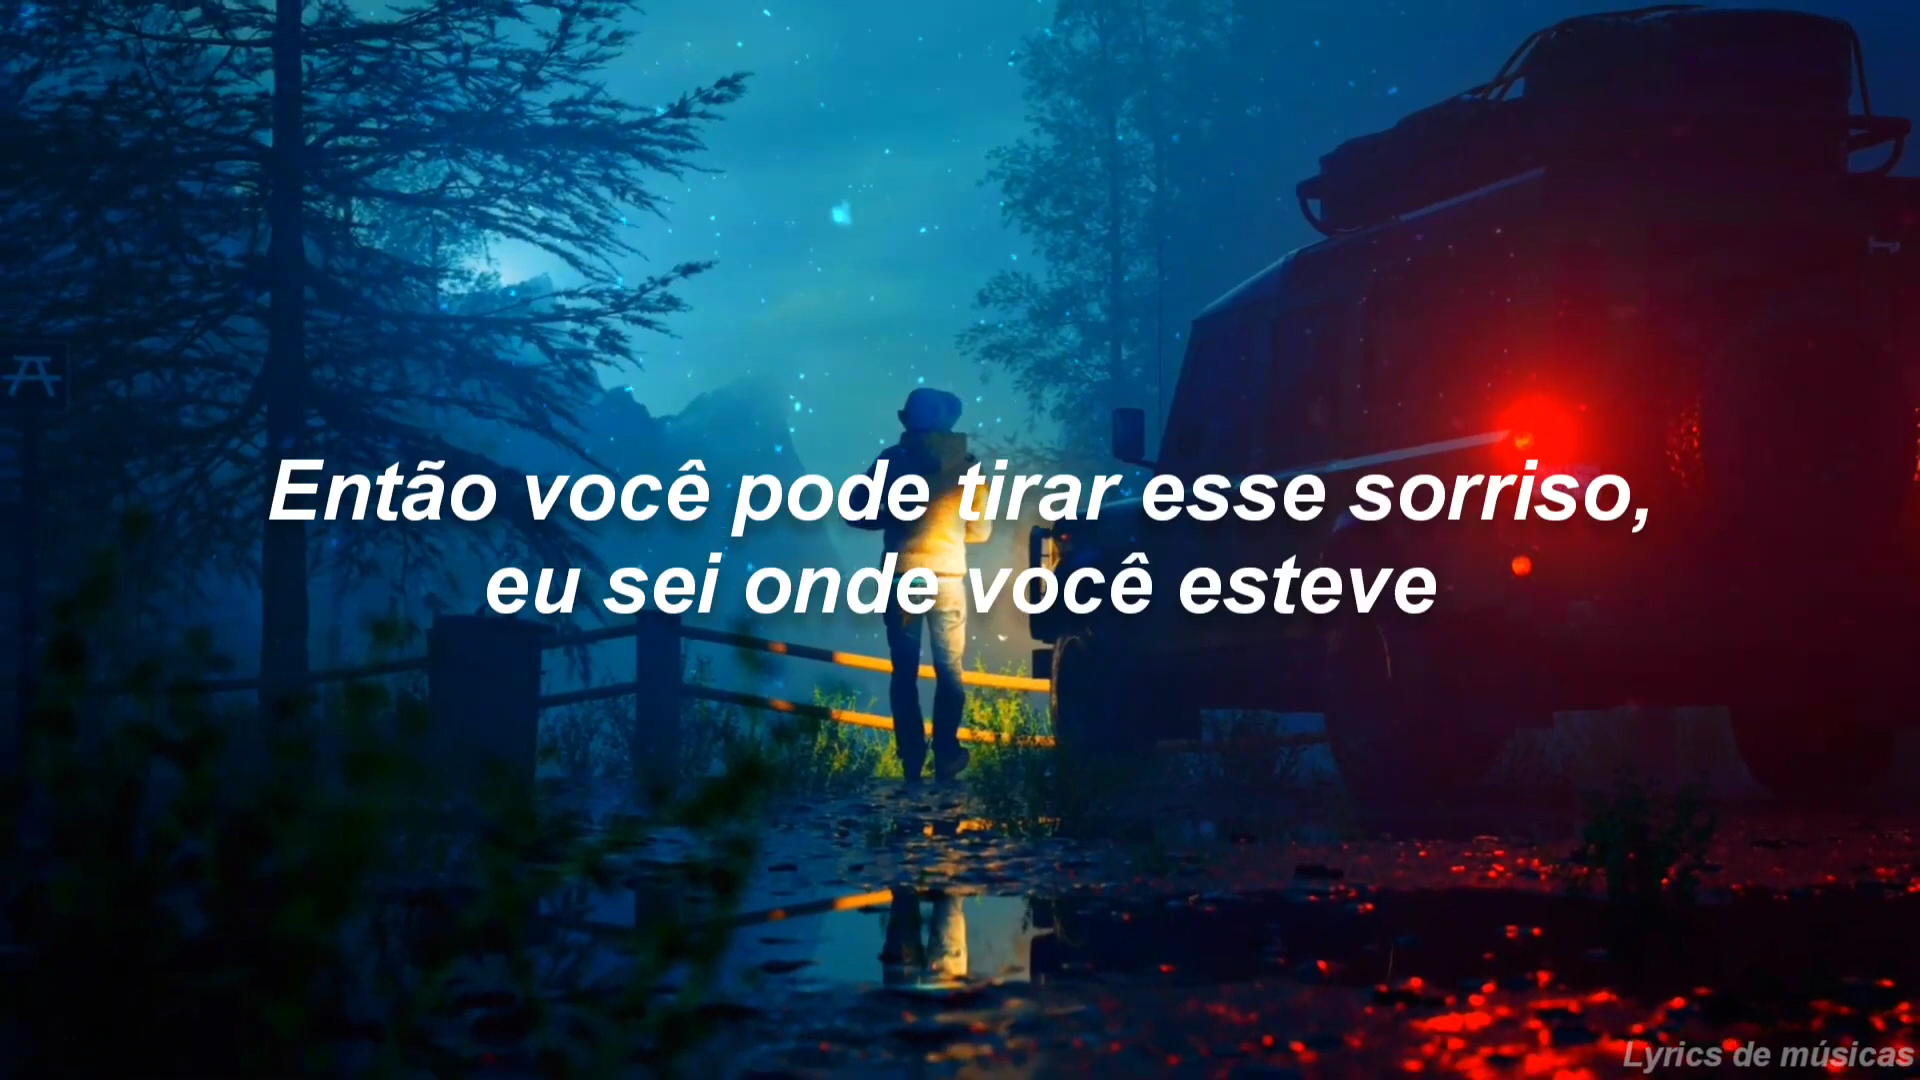 Então você pode tirar esse sorriso,
eu sei onde você esteve
Lyrics de músicas